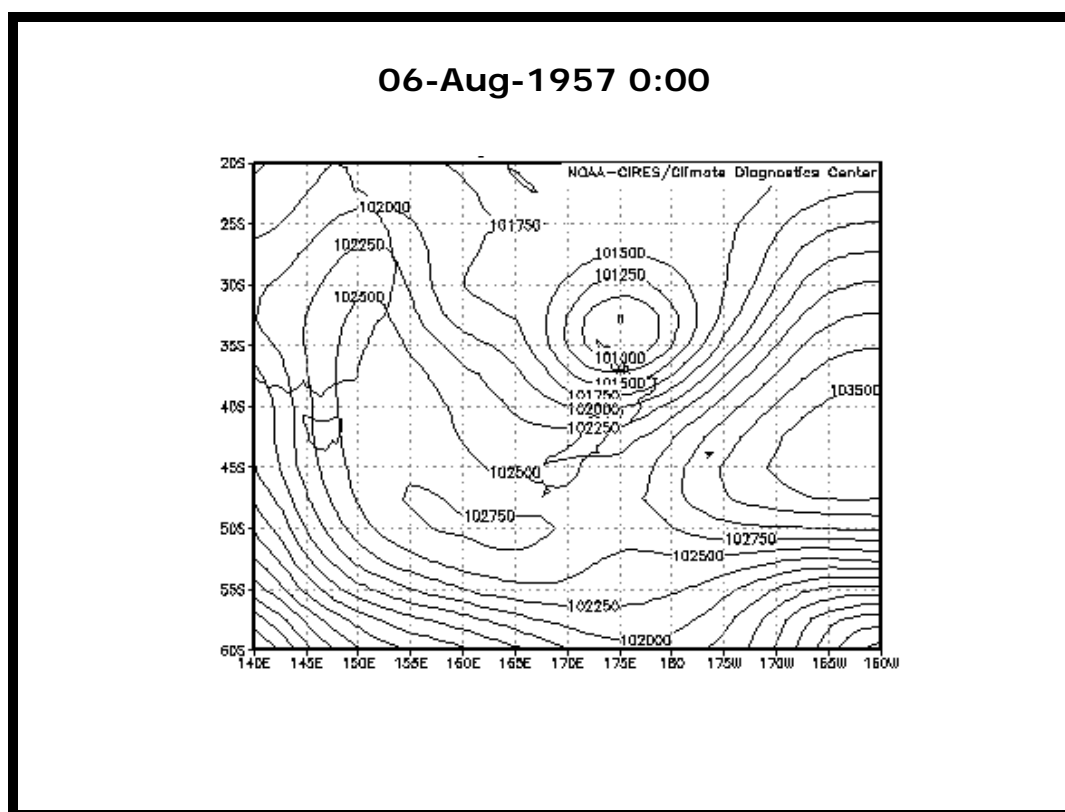 06-Aug-1957 0:00
20S
NOAA-CIRES/Climate Diagnostics Center
102000
25S
101750
102250
101500
101250
30S
102500
35S
101000
101500
101750
103500
40S
102000
102250
45S
102500
102750
50S
102750
102500
55S
102250
102000
60S
140E 145E 150E 155E 160E 165E 170E 175E 180 175W 170W 165W 160W